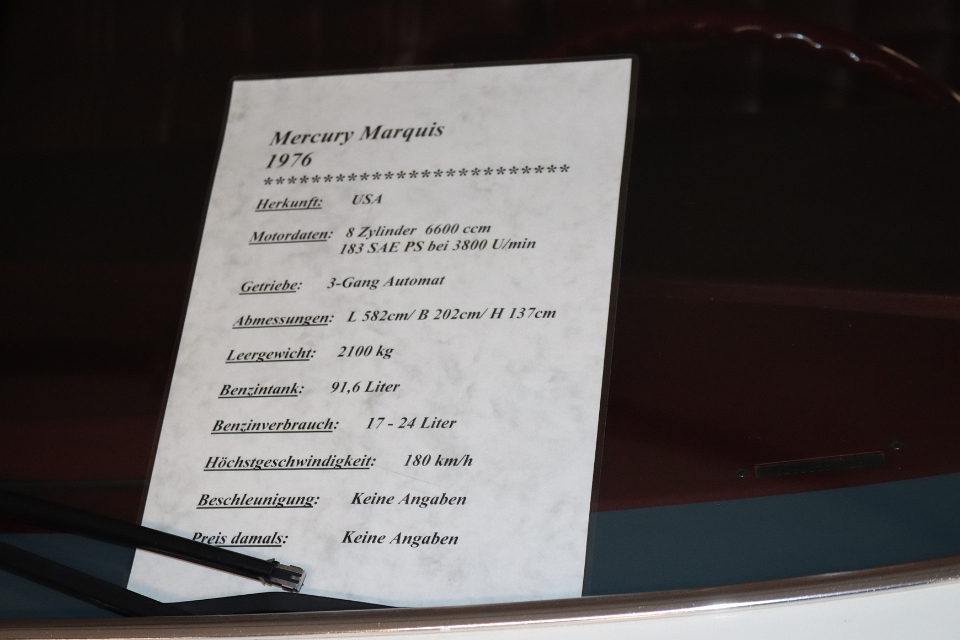 Mercury Marquis
1976
**************************
Herkunft: USA
Motordaten: 8 Zylinder 6600 ccm
183 SAE PS bei 3800 U/min
Getriebe: 3-Gang Automat
Abmessungen: L 582cm/ B 202cm/ H 137cm
Leergewicht: 2100 kg
Benzintank: 91,6 Liter
Benzinverbrauch: 17 - 24 Liter
Höchstgeschwindigkeit: 180 km/h
Beschleunigung: Keine Angaben
Preis damals: Keine Angaben